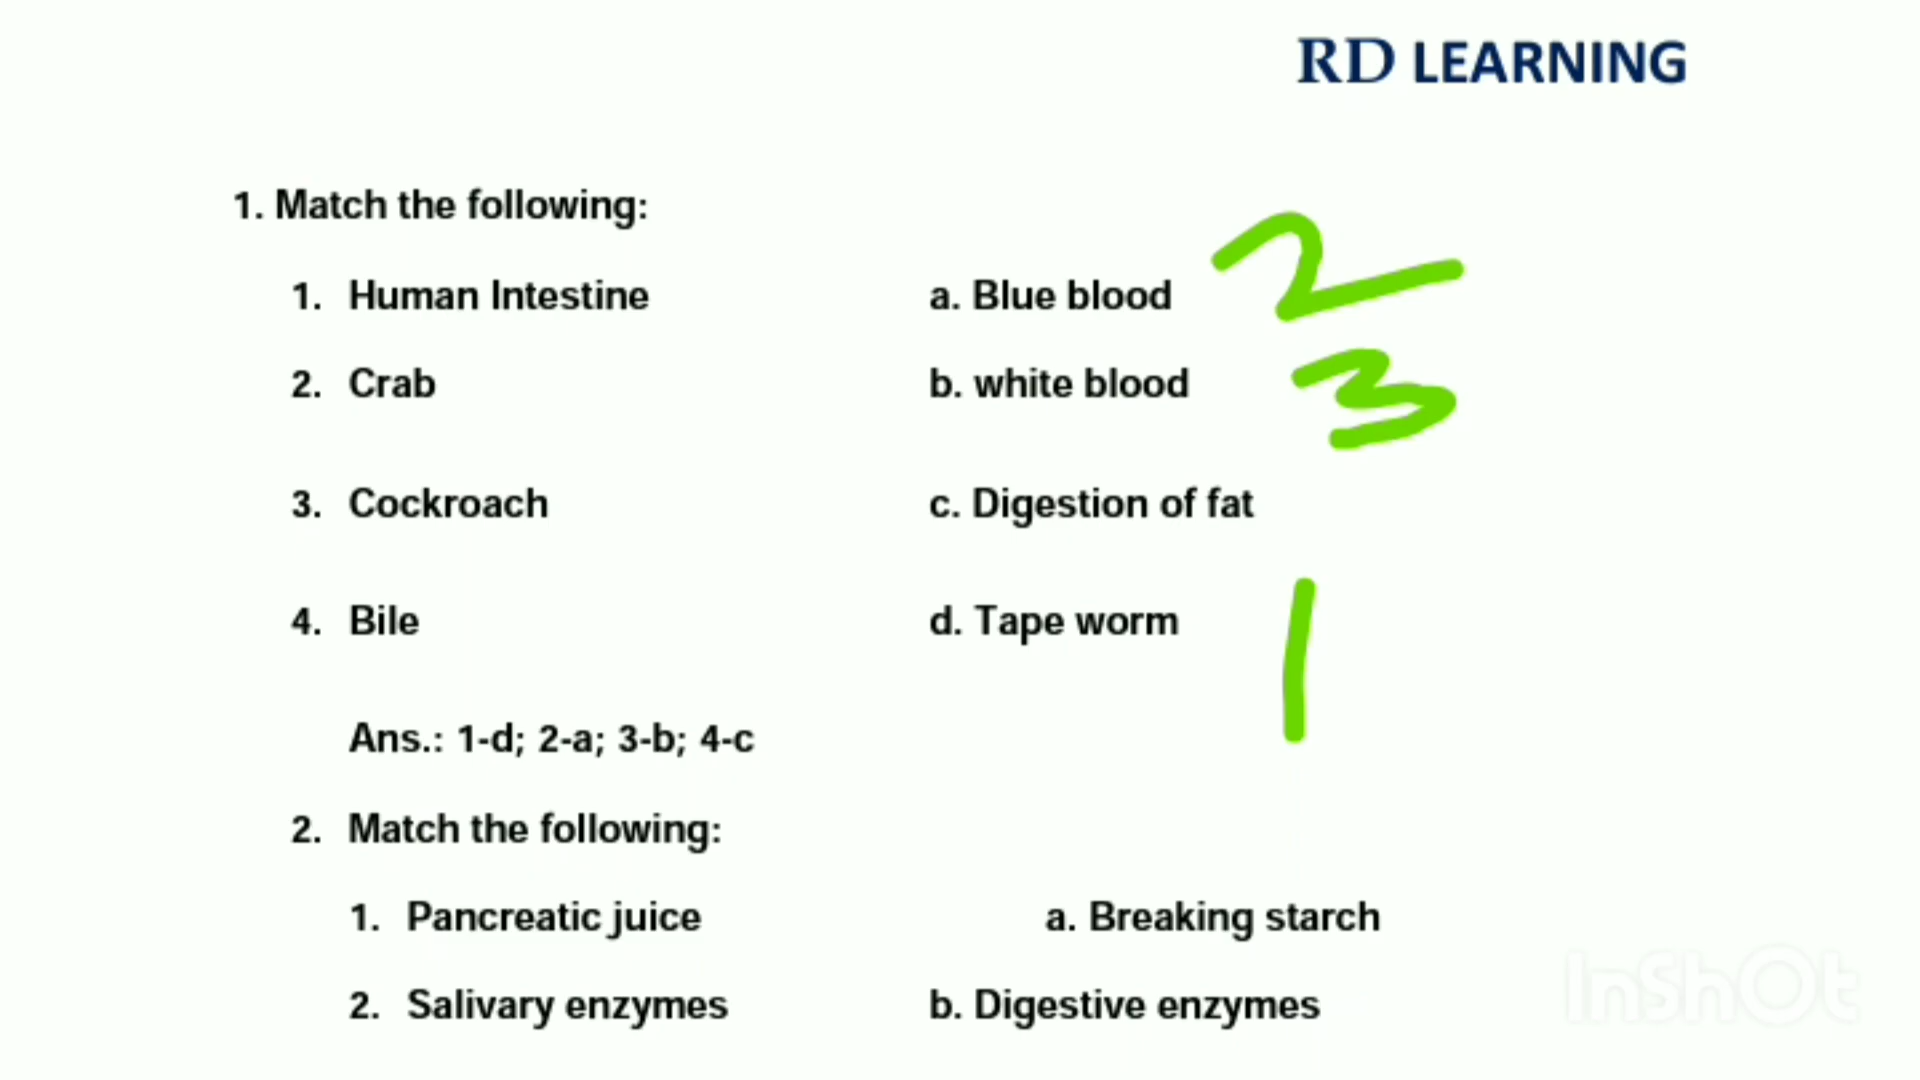 RD LEARNING
1. Match the following:
1. Human Intestine a. Blue blood 2
2. Crab b. white blood 3
3. Cockroach c. Digestion of fat
4. Bile d. Tape worm 1
Ans.: 1-d; 2-a; 3-b; 4-c
2. Match the following:
1. Pancreatic juice a. Breaking starch
2. Salivary enzymes b. Digestive enzymes
InShOt